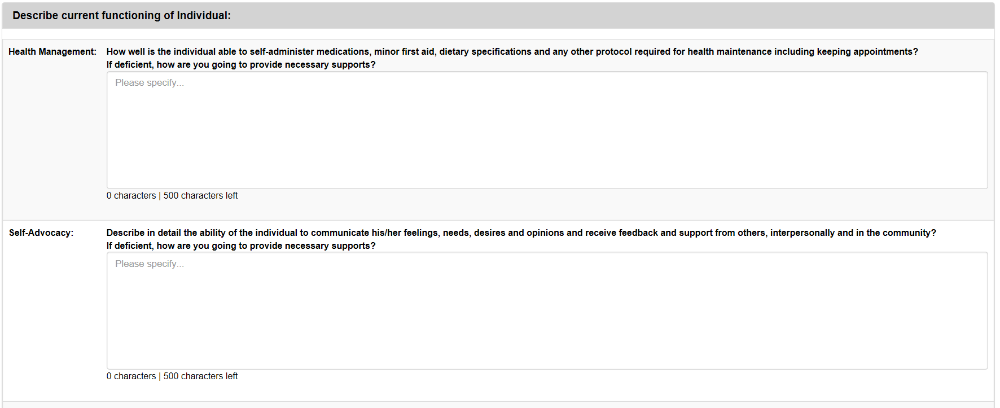 Describe current functioning of Individual:
Health Management:
How well is the individual able to self-administer medications, minor first aid, dietary specifications and any other protocol required for health maintenance including keeping appointments?
If deficient, how are you going to provide necessary supports?
Please specify...
0 characters | 500 characters left
Self-Advocacy:
Describe in detail the ability of the individual to communicate his/her feelings, needs, desires and opinions and receive feedback and support from others, interpersonally and in the community?
If deficient, how are you going to provide necessary supports?
Please specify...
0 characters | 500 characters left